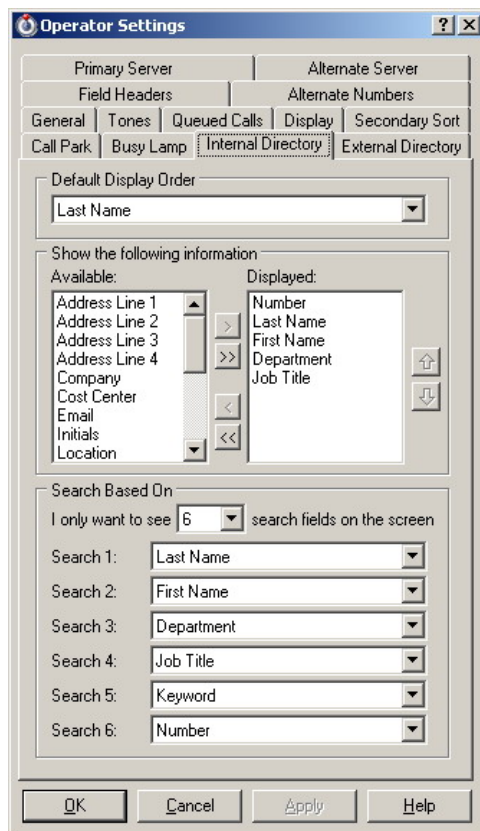 Operator Settings
Primary Server Alternate Server
Field Headers Alternate Numbers
General Tones Queued Calls Display Secondary Sort
Call Park Busy Lamp Internal Directory External Directory
Default Display Order
Last Name
Show the following information
Available: Displayed:
Address Line 1 Number
Address Line 2 Last Name
Address Line 3 > First Name
Address Line 4 >> Department
Company Job Title
Cost Center
Email <
Initials <<
Location
Search Based On
I only want to see 6 search fields on the screen
Search 1: Last Name
Search 2: First Name
Search 3: Department
Search 4: Job Title
Search 5: Keyword
Search 6: Number
OK Cancel Apply Help